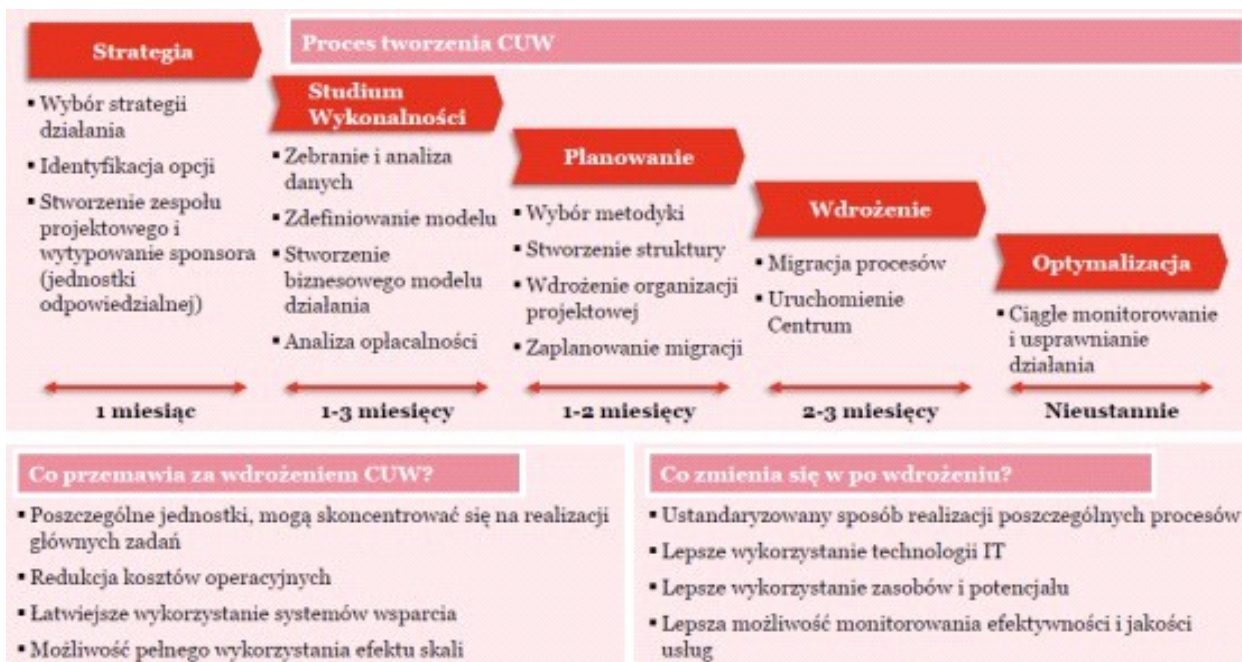 Strategia
Proces tworzenia CUW
▪ Wybór strategii
działania
▪ Identyfikacja opcji
▪ Stworzenie zespołu
projektowego i
wytypowanie sponsora
(jednostki
odpowiedzialnej)
Studium
Wykonalności
▪ Zebranie i analiza
danych
▪ Zdefiniowanie modelu
▪ Stworzenie
biznesowego modelu
działania
▪ Analiza opłacalności
Planowanie
▪ Wybór metodyki
▪ Stworzenie struktury
▪ Wdrożenie organizacji
projektowej
▪ Zaplanowanie migracji
Wdrożenie
▪ Migracja procesów
▪ Uruchomienie
Centrum
Optymalizacja
▪ Ciągłe monitorowanie
i usprawnianie
działania
1 miesiąc
1-3 miesięcy
1-2 miesięcy
2-3 miesięcy
Nieustannie
Co przemawia za wdrożeniem CUW?
▪ Poszczególne jednostki, mogą skoncentrować się na realizacji
głównych zadań
▪ Redukcja kosztów operacyjnych
▪ Łatwiejsze wykorzystanie systemów wsparcia
▪ Możliwość pełnego wykorzystania efektu skali
Co zmienia się w po wdrożeniu?
▪ Ustandaryzowany sposób realizacji poszczególnych procesów
▪ Lepsze wykorzystanie technologii IT
▪ Lepsze wykorzystanie zasobów i potencjału
▪ Lepsza możliwość monitorowania efektywności i jakości
usług